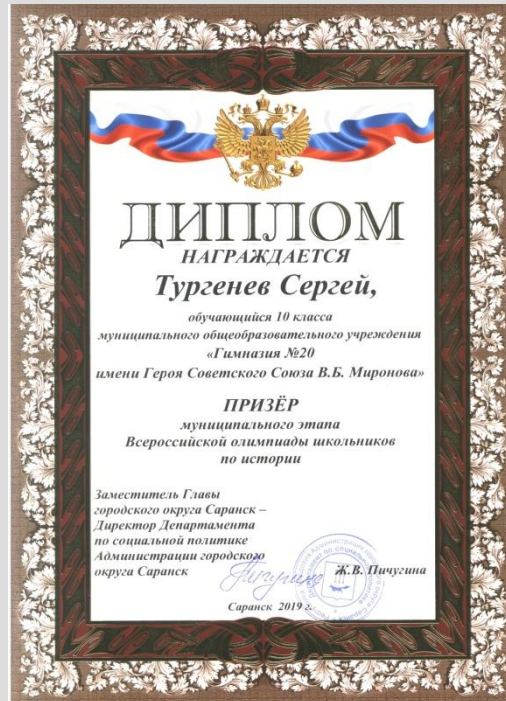 ДИПЛОМ
НАГРАЖДАЕТСЯ
Тургенев Сергей,
обучающийся 10 класса
муниципального общеобразовательного учреждения
«Гимназия №20
имени Героя Советского Союза В.Б. Миронова»
ПРИЗЁР
муниципального этапа
Всероссийской олимпиады школьников
по истории
Заместитель Главы
городского округа Саранск –
Директор Департамента
по социальной политике
Администрации городского
округа Саранск Ж.В. Пичугина
Саранск 2019 г.